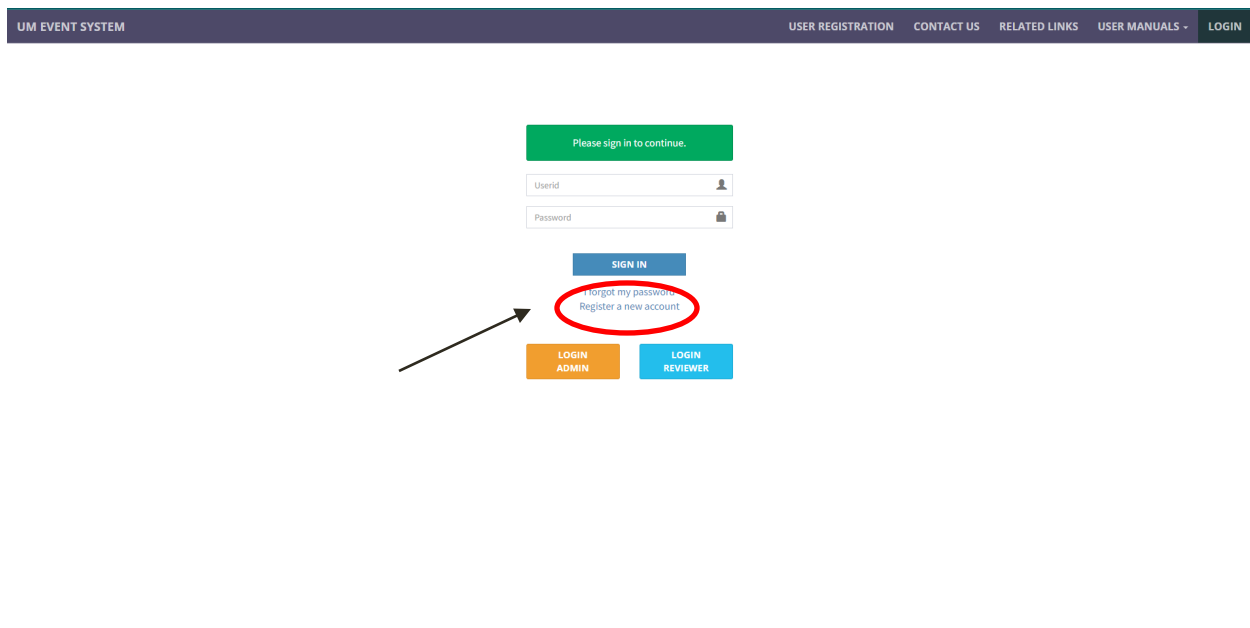 UM EVENT SYSTEM USER REGISTRATION CONTACT US RELATED LINKS USER MANUALS LOGIN
Please sign in to continue.
Userid
Password
SIGN IN
I forgot my password
Register a new account
LOGIN ADMIN
LOGIN REVIEWER